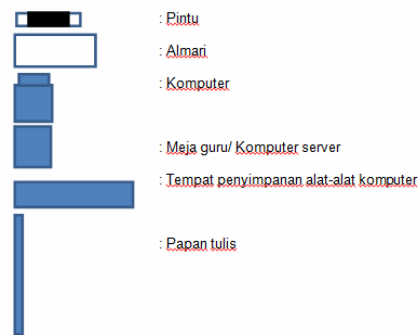 : Pintu
: Almari
: Komputer
: Meja guru/ Komputer server
: Tempat penyimpanan alat-alat komputer
: Papan tulis